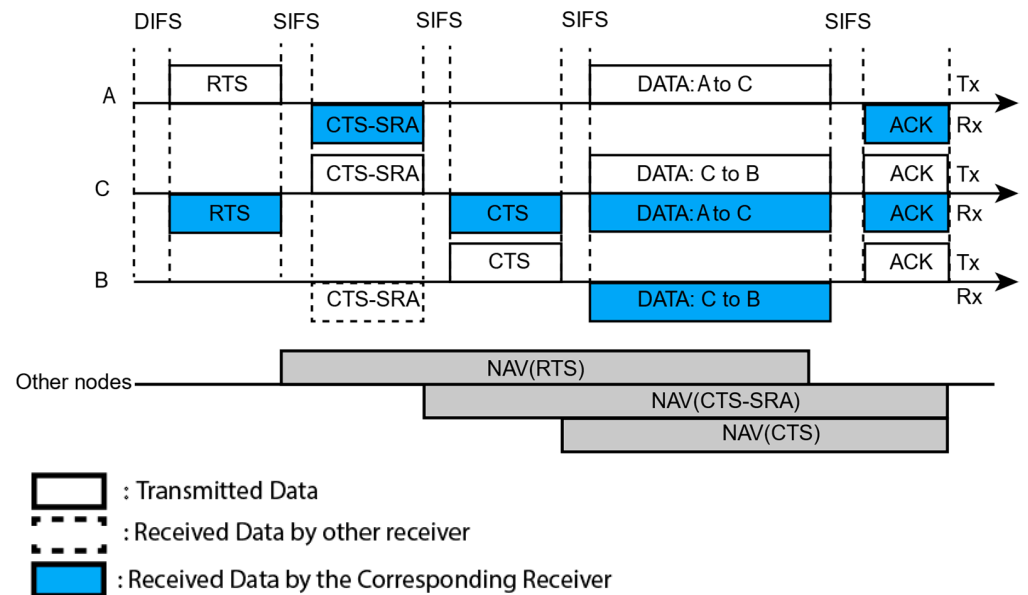 DIFS SIFS SIFS SIFS SIFS
RTS DATA: A to C Tx
A
CTS-SRA ACK Rx
CTS-SRA DATA: C to B ACK Tx
C
RTS CTS DATA: A to C ACK Rx
CTS ACK Tx
B
CTS-SRA DATA: C to B Rx
NAV(RTS)
Other nodes
NAV(CTS-SRA)
NAV(CTS)
: Transmitted Data
: Received Data by other receiver
: Received Data by the Corresponding Receiver